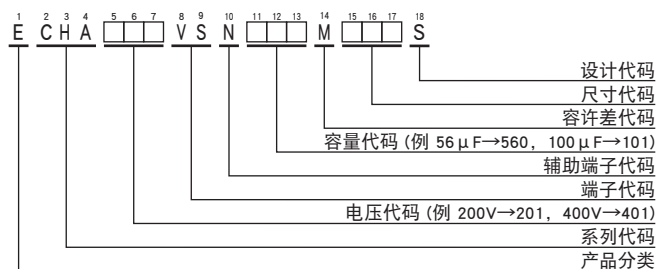 1 2 3 4 5 6 7 8 9 10 11 12 13 14 15 16 17 18
E CHA □□□ VS N □□□ M □□□ S
设计代码
尺寸代码
容许差代码
容量代码 (例 56μF→560, 100μF→101)
辅助端子代码
端子代码
电压代码 (例 200V→201, 400V→401)
系列代码
产品分类